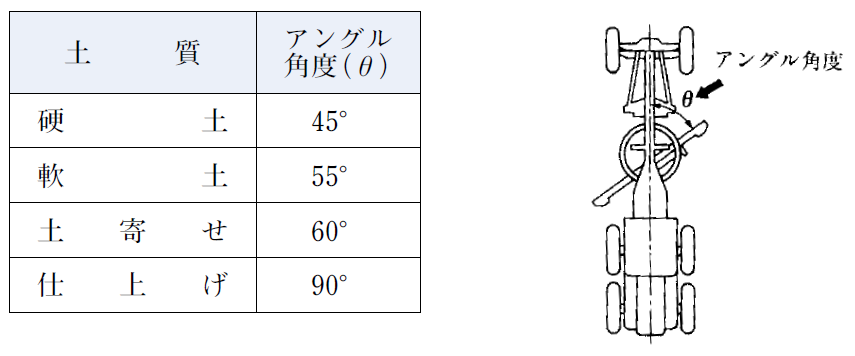 土質 アングル
角度(θ)
硬土 45°
軟土 55°
土寄せ 60°
仕上げ 90°
アングル角度
θ